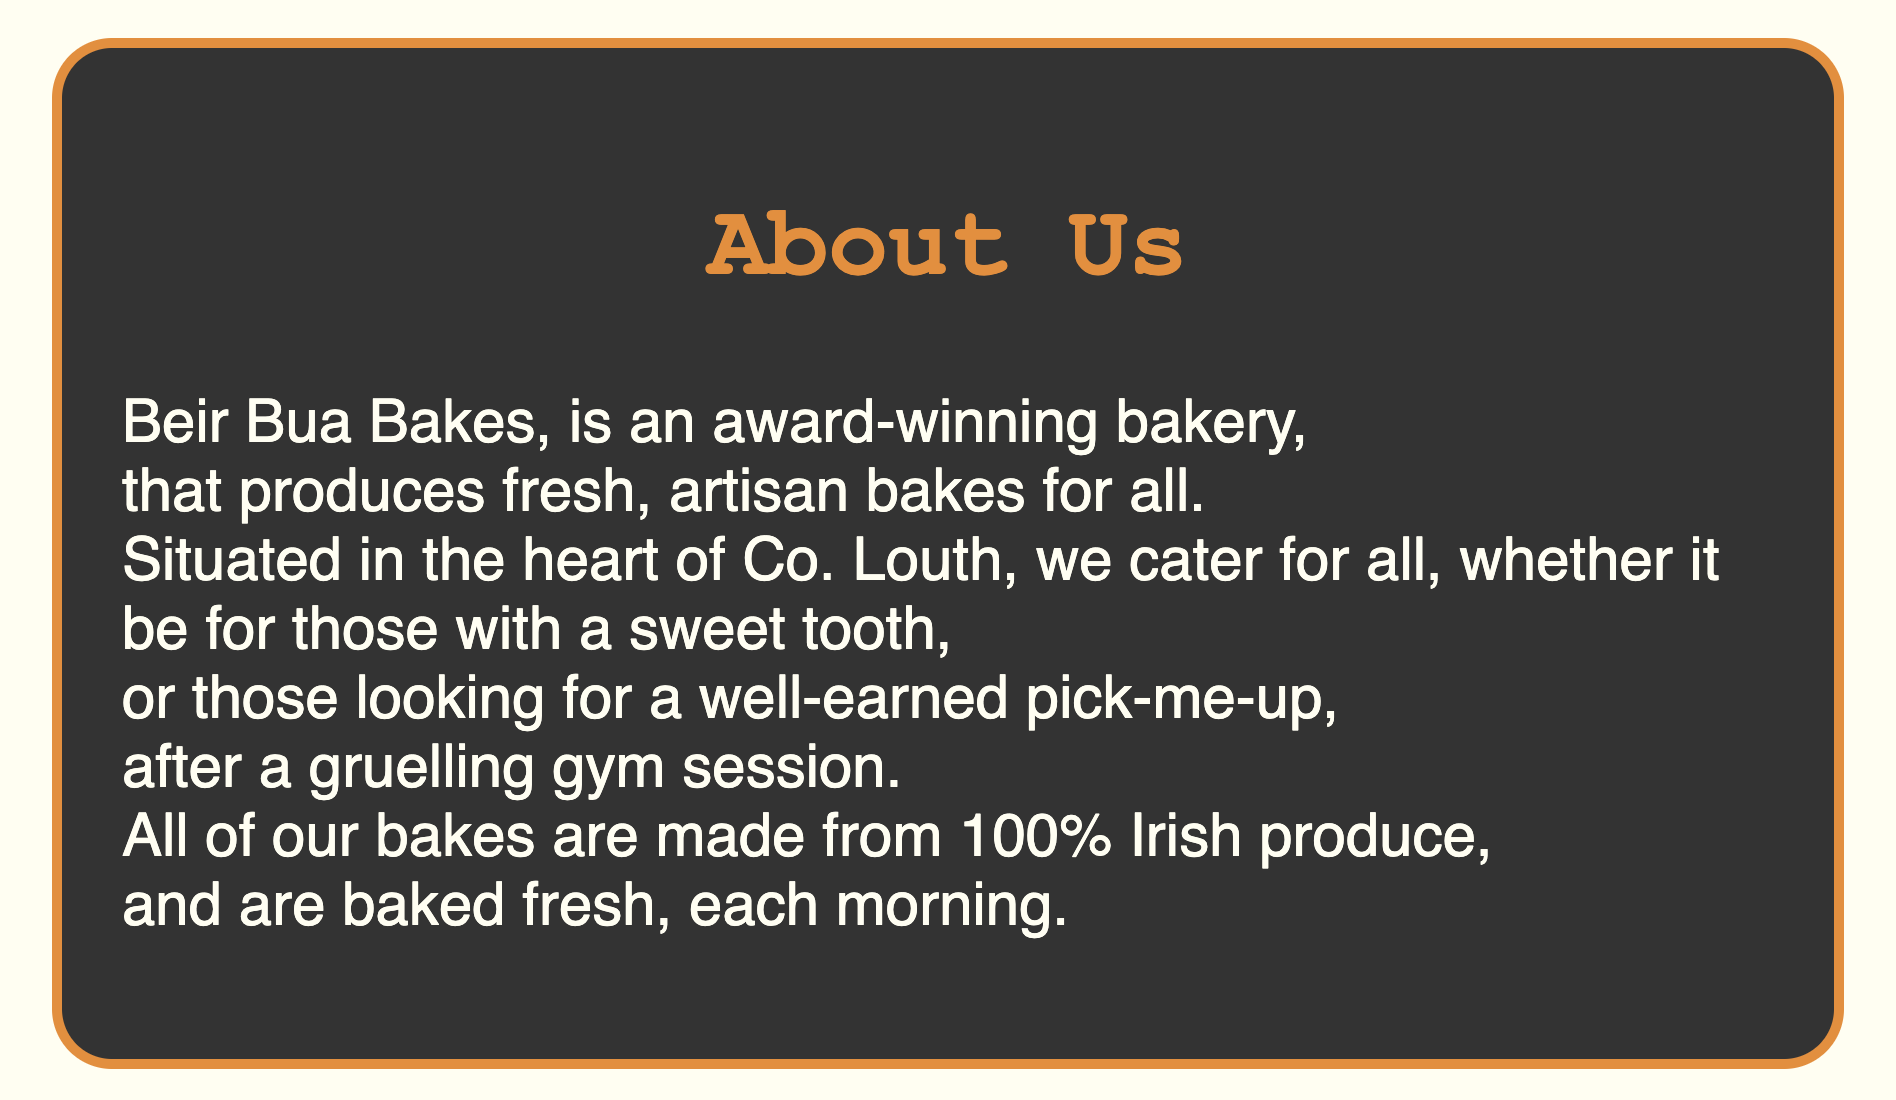 About Us
Beir Bua Bakes, is an award-winning bakery,
that produces fresh, artisan bakes for all.
Situated in the heart of Co. Louth, we cater for all, whether it
be for those with a sweet tooth,
or those looking for a well-earned pick-me-up,
after a gruelling gym session.
All of our bakes are made from 100% Irish produce,
and are baked fresh, each morning.